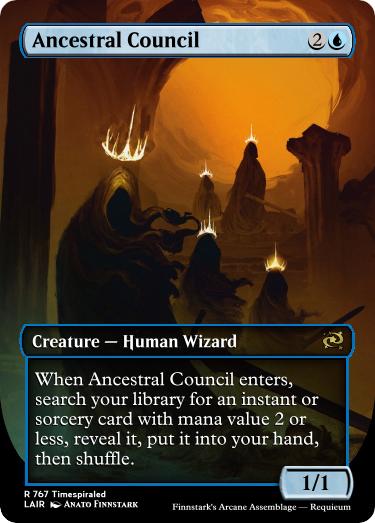 Ancestral Council 2
Creature — Human Wizard
When Ancestral Council enters,
search your library for an instant or
sorcery card with mana value 2 or
less, reveal it, put it into your hand,
then shuffle.
1/1
R 767 Timespiraled
LAIR ANATO FINNSTARK
Finnstark's Arcane Assemblage — Requieum